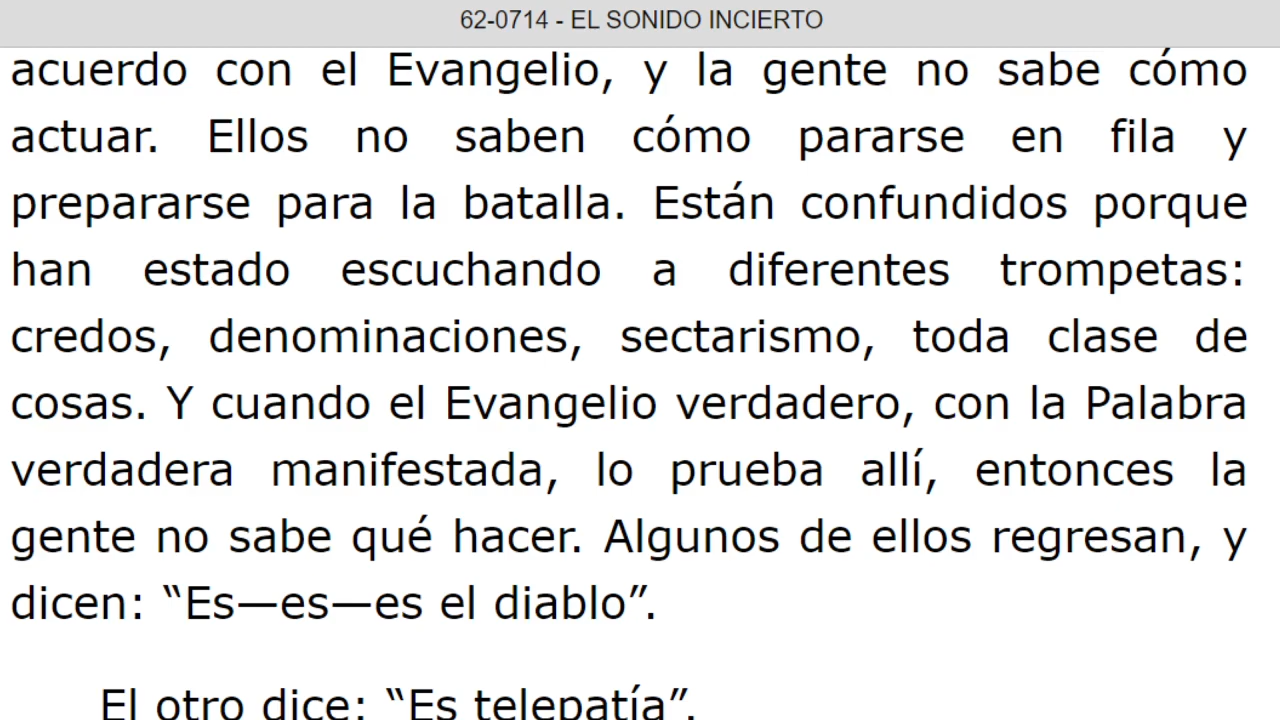 62-0714 - EL SONIDO INCIERTO
acuerdo con el Evangelio, y la gente no sabe cómo
actuar. Ellos no saben cómo pararse en fila y
prepararse para la batalla. Están confundidos porque
han estado escuchando a diferentes trompetas:
credos, denominaciones, sectarismo, toda clase de
cosas. Y cuando el Evangelio verdadero, con la Palabra
verdadera manifestada, lo prueba allí, entonces la
gente no sabe qué hacer. Algunos de ellos regresan, y
dicen: “Es—es—es el diablo”.
El otro dice: “Es telepatía”.